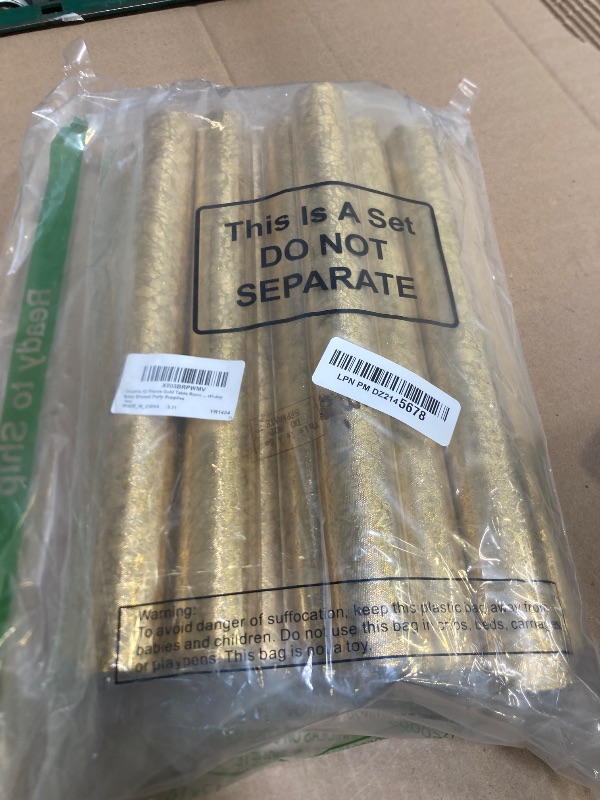 This Is A Set
DO NOT
SEPARATE
Ready to Ship
X003BRPWMV
YR1404
LPN PM DZ2145678
Warning:
To avoid danger of suffocation, keep this plastic bag away from
babies and children. Do not use this bag in cribs, beds, carriages
or playpens. This bag is not a toy.